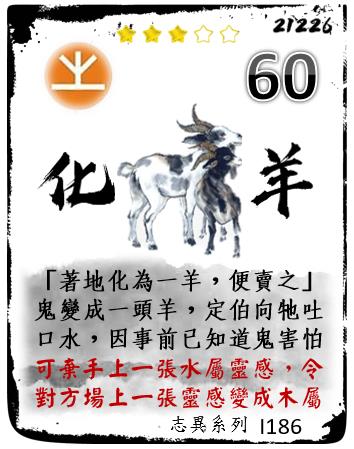 21226
60
化羊
「著地化為一羊，便賣之」
鬼變成一頭羊，定伯向牠吐
口水，因事前已知道鬼害怕
可棄手上一張水屬靈感，令
對方場上一張靈感變成木屬
志異系列 I186